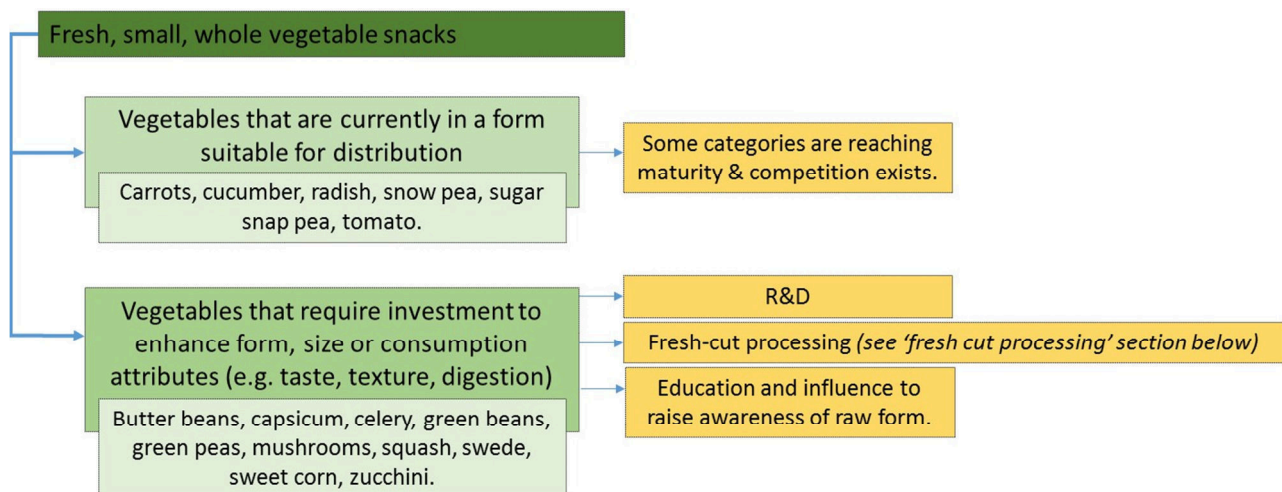 Fresh, small, whole vegetable snacks
Vegetables that are currently in a form
suitable for distribution
Carrots, cucumber, radish, snow pea, sugar
snap pea, tomato.
Some categories are reaching
maturity & competition exists.
Vegetables that require investment to
enhance form, size or consumption
attributes (e.g. taste, texture, digestion)
Butter beans, capsicum, celery, green beans,
green peas, mushrooms, squash, swede,
sweet corn, zucchini.
R&D
Fresh-cut processing (see ‘fresh cut processing’ section below)
Education and influence to
raise awareness of raw form.